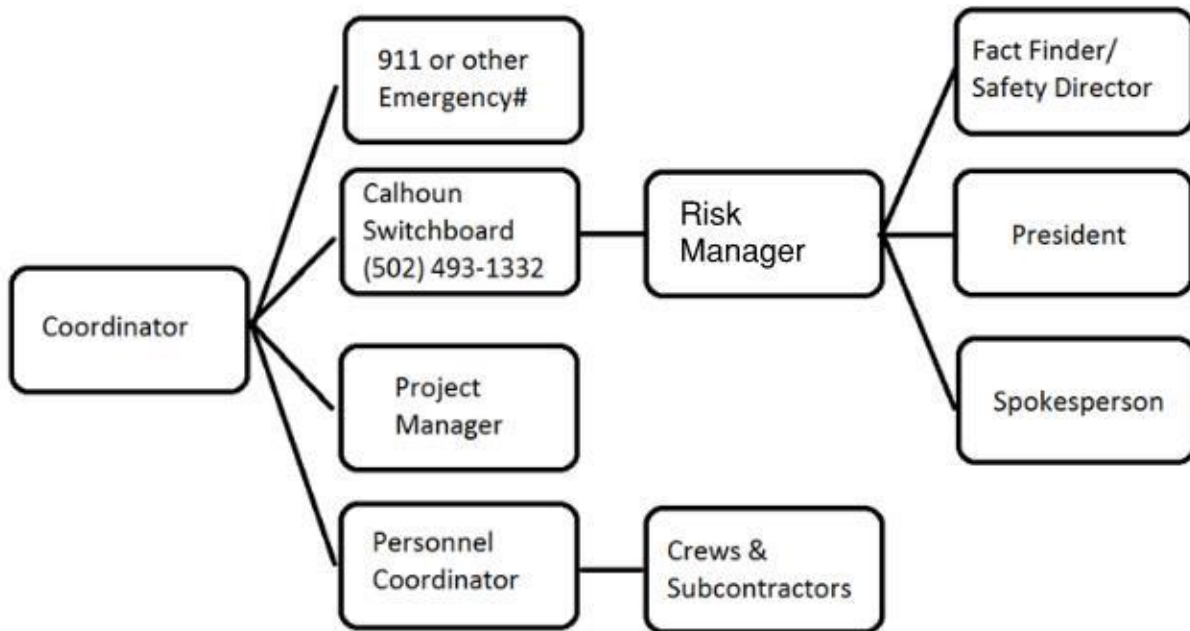 911 or other
Emergency#
Fact Finder/
Safety Director
Calhoun
Switchboard
(502) 493-1332
Risk
Manager
President
Coordinator
Project
Manager
Spokesperson
Personnel
Coordinator
Crews &
Subcontractors